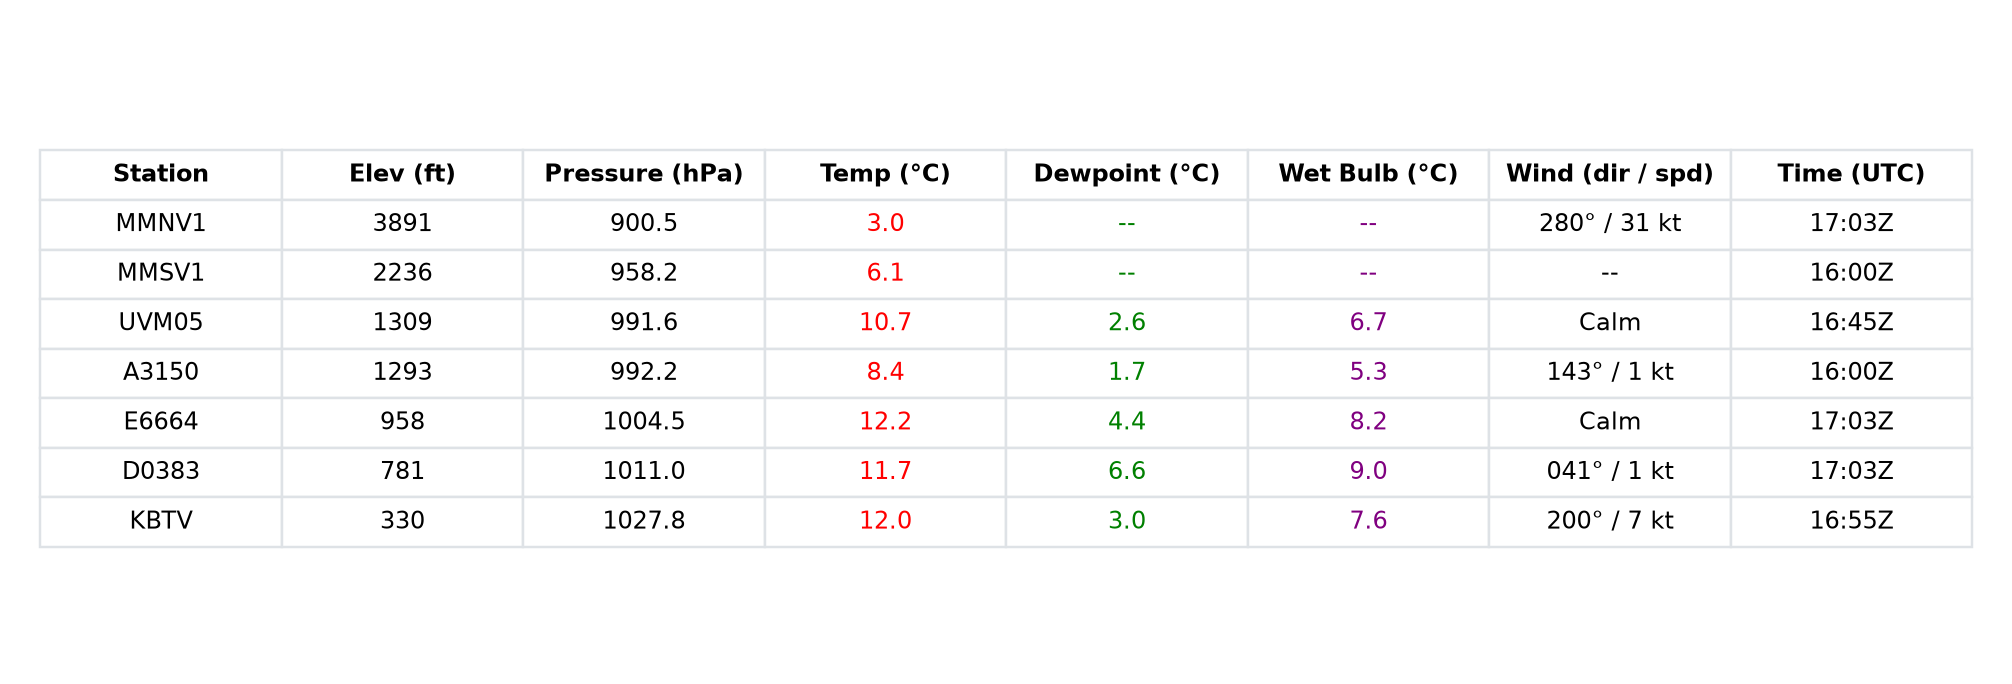 Station Elev (ft) Pressure (hPa) Temp (°C) Dewpoint (°C) Wet Bulb (°C) Wind (dir / spd) Time (UTC)
MMNV1 3891 900.5 3.0 -- -- 280° / 31 kt 17:03Z
MMSV1 2236 958.2 6.1 -- -- -- 16:00Z
UVM05 1309 991.6 10.7 2.6 6.7 Calm 16:45Z
A3150 1293 992.2 8.4 1.7 5.3 143° / 1 kt 16:00Z
E6664 958 1004.5 12.2 4.4 8.2 Calm 17:03Z
D0383 781 1011.0 11.7 6.6 9.0 041° / 1 kt 17:03Z
KBTV 330 1027.8 12.0 3.0 7.6 200° / 7 kt 16:55Z